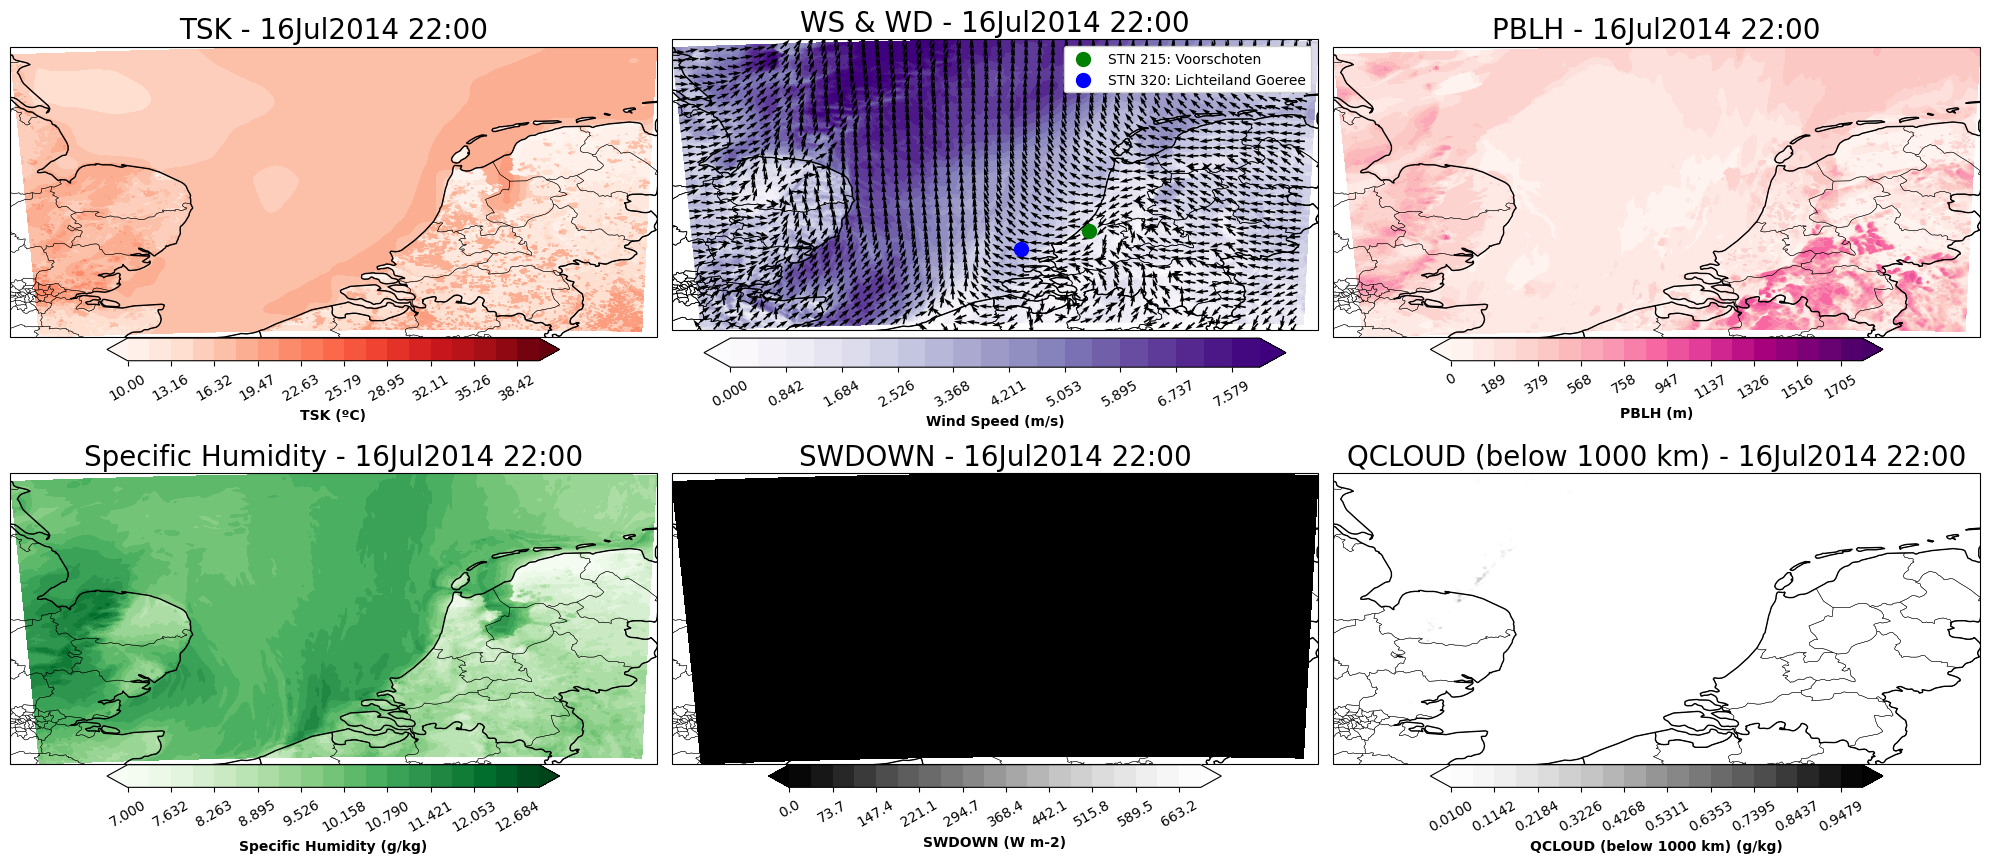 TSK - 16Jul2014 22:00
WS & WD - 16Jul2014 22:00
PBLH - 16Jul2014 22:00
STN 215: Voorschoten
STN 320: Lichteiland Goeree
10.00 13.16 16.32 19.47 22.63 25.79 28.95 32.11 35.26 38.42
TSK (ºC)
0.000 0.842 1.684 2.526 3.368 4.211 5.053 5.895 6.737 7.579
Wind Speed (m/s)
0 189 379 568 758 947 1137 1326 1516 1705
PBLH (m)
Specific Humidity - 16Jul2014 22:00
SWDOWN - 16Jul2014 22:00
QCLOUD (below 1000 km) - 16Jul2014 22:00
7.000 7.632 8.263 8.895 9.526 10.158 10.790 11.421 12.053 12.684
Specific Humidity (g/kg)
0.0 73.7 147.4 221.1 294.7 368.4 442.1 515.8 589.5 663.2
SWDOWN (W m-2)
0.0100 0.1142 0.2184 0.3226 0.4268 0.5311 0.6353 0.7395 0.8437 0.9479
QCLOUD (below 1000 km) (g/kg)